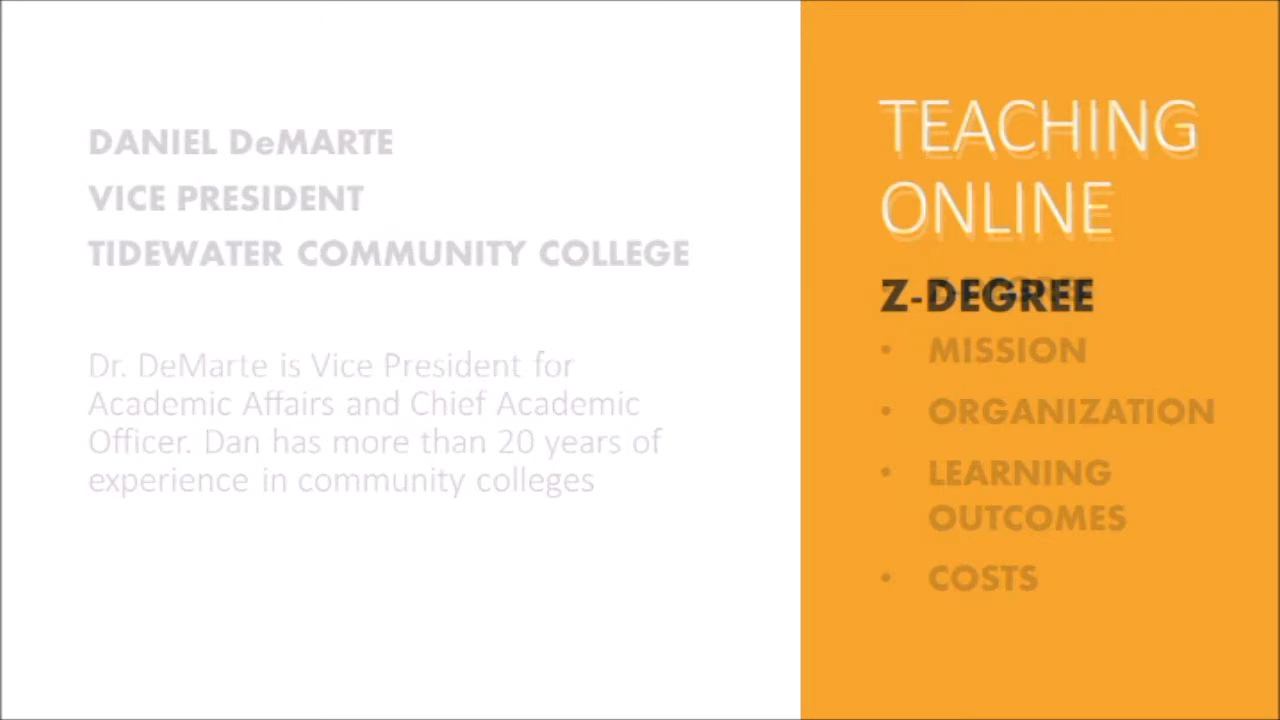 DANIEL DeMARTE
VICE PRESIDENT
TIDEWATER COMMUNITY COLLEGE
Dr. DeMarte is Vice President for
Academic Affairs and Chief Academic
Officer. Dan has more than 20 years of
experience in community colleges
TEACHING
ONLINE
Z-DEGREE
• MISSION
• ORGANIZATION
• LEARNING
OUTCOMES
• COSTS